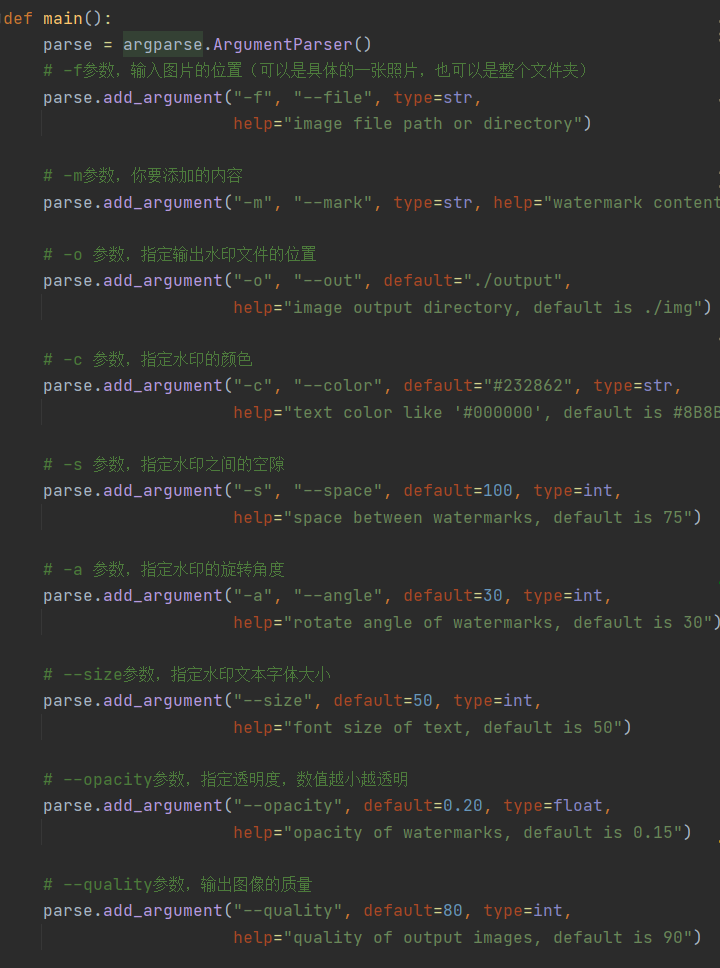 def main():
    parse = argparse.ArgumentParser()
    # -f参数，输入图片的位置（可以是具体的一张照片，也可以是整个文件夹）
    parse.add_argument("-f", "--file", type=str,
                       help="image file path or directory")
    # -m参数，你要添加的内容
    parse.add_argument("-m", "--mark", type=str, help="watermark content
    # -o 参数，指定输出水印文件的位置
    parse.add_argument("-o", "--out", default="./output",
                       help="image output directory, default is ./img")
    # -c 参数，指定水印的颜色
    parse.add_argument("-c", "--color", default="#232862", type=str,
                       help="text color like '#000000', default is #8B8B
    # -s 参数，指定水印之间的空隙
    parse.add_argument("-s", "--space", default=100, type=int,
                       help="space between watermarks, default is 75")
    # -a 参数，指定水印的旋转角度
    parse.add_argument("-a", "--angle", default=30, type=int,
                       help="rotate angle of watermarks, default is 30")
    # --size参数，指定水印文本字体大小
    parse.add_argument("--size", default=50, type=int,
                       help="font size of text, default is 50")
    # --opacity参数，指定透明度，数值越小越透明
    parse.add_argument("--opacity", default=0.20, type=float,
                       help="opacity of watermarks, default is 0.15")
    # --quality参数，输出图像的质量
    parse.add_argument("--quality", default=80, type=int,
                       help="quality of output images, default is 90")